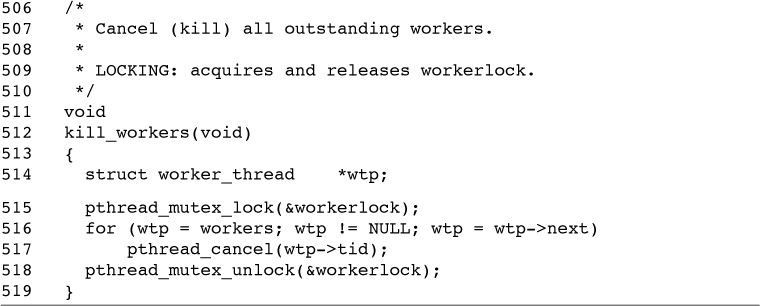 506 /*
507  * Cancel (kill) all outstanding workers.
508  *
509  * LOCKING: acquires and releases workerlock.
510  */
511 void
512 kill_workers(void)
513 {
514   struct worker_thread    *wtp;
515   pthread_mutex_lock(&workerlock);
516   for (wtp = workers; wtp != NULL; wtp = wtp->next)
517       pthread_cancel(wtp->tid);
518   pthread_mutex_unlock(&workerlock);
519 }